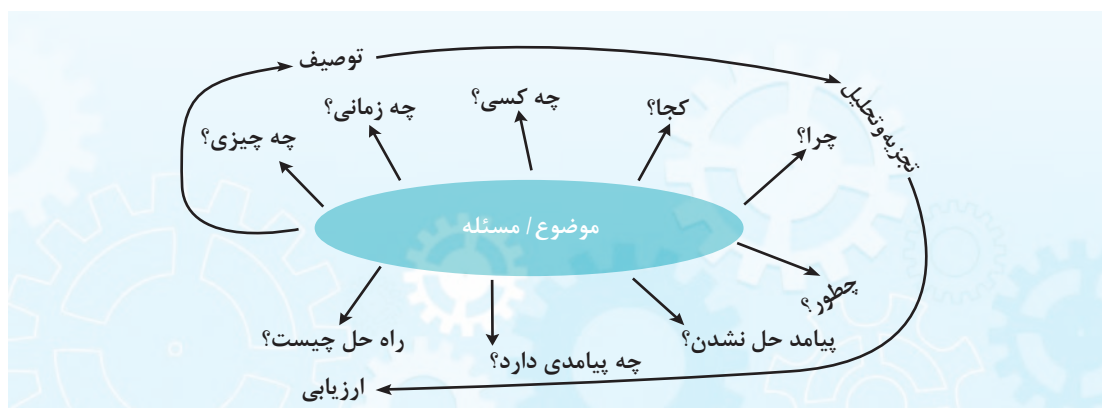 توصیف
تجزیه و تحلیل
کجا؟
چه کسی؟
چه زمانی؟
چرا؟
چه چیزی؟
موضوع / مسئله
چطور؟
پیامد حل نشدن؟
چه پیامدی دارد؟
راه حل چیست؟
ارزیابی